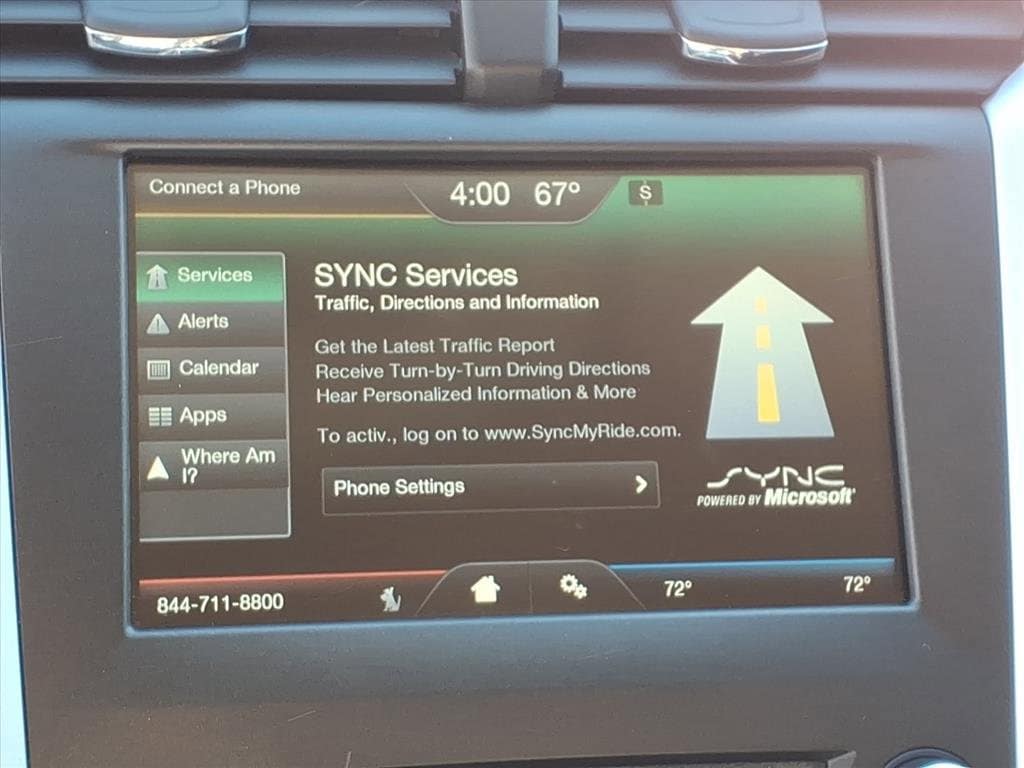 Connect a Phone
4:00 67°
$
Services
Alerts
Calendar
Apps
Where Am
I?
SYNC Services
Traffic, Directions and Information
Get the Latest Traffic Report
Receive Turn-by-Turn Driving Directions
Hear Personalized Information & More
To activ., log on to www.SyncMyRide.com.
Phone Settings
SYNC
POWERED BY Microsoft
844-711-8800
72°
72°